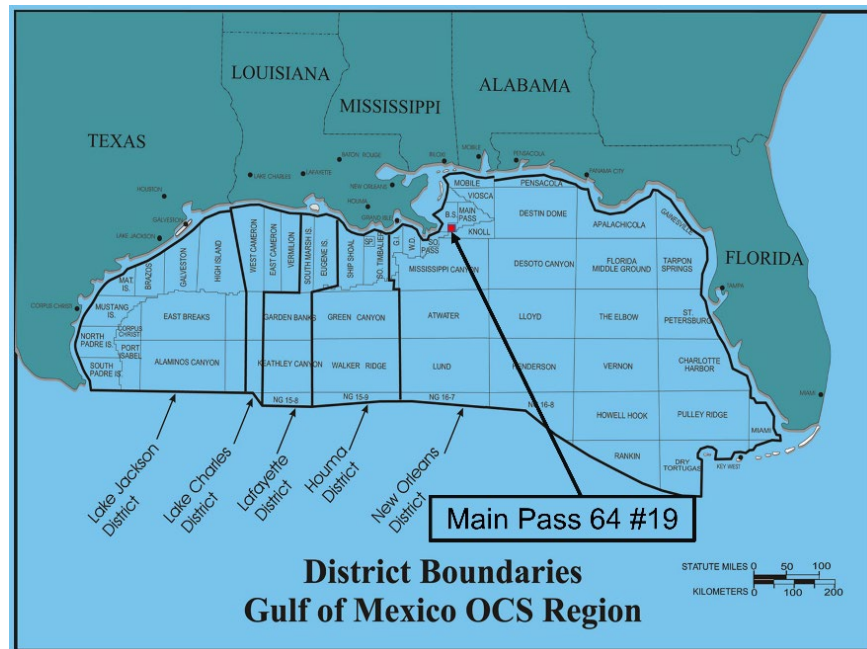 LOUISIANA
ALABAMA
MISSISSIPPI
TEXAS
FLORIDA
BATON ROUGE
BILOXI
MOBILE
PENSACOLA
LAKE CHARLES
LAFAYETTE
PANAMA CITY
HOUSTON
NEW ORLEANS
HOUMA
GRAND ISLE
GALVESTON
LAKE JACKSON
CORPUS CHRISTI
TAMPA
MIAMI
KEY WEST
MOBILE
PENSACOLA
VIOSCA
KNOLL
B.S.
MAIN
PASS
DESTIN DOME
APALACHICOLA
GAINESVILLE
WEST CAMERON
EAST CAMERON
VERMILION
SOUTH MARSH IS.
EUGENE IS.
SHIP SHOAL
SO. TIMBALIER
G.I.
W.D.
SO.
PASS
MISSISSIPPI CANYON
DESOTO CANYON
FLORIDA
MIDDLE GROUND
TARPON
SPRINGS
MAT.
IS.
BRAZOS
GALVESTON
HIGH ISLAND
MUSTANG
IS.
CORPUS
CHRISTI
EAST BREAKS
GARDEN BANKS
GREEN CANYON
ATWATER
LLOYD
THE ELBOW
ST.
PETERSBURG
NORTH
PADRE IS.
PORT
ISABEL
ALAMINOS CANYON
KEATHLEY CANYON
WALKER RIDGE
LUND
HENDERSON
VERNON
CHARLOTTE
HARBOR
SOUTH
PADRE IS.
NG 15-8
NG 15-9
NG 16-7
NG 16-8
HOWELL HOOK
PULLEY RIDGE
MIAMI
RANKIN
DRY
TORTUGAS
Lake Jackson
District
Lake Charles
District
Lafayette
District
Houma
District
New Orleans
District
Main Pass 64 #19
District Boundaries
Gulf of Mexico OCS Region
STATUTE MILES 0 50 100
KILOMETERS 0 100 200